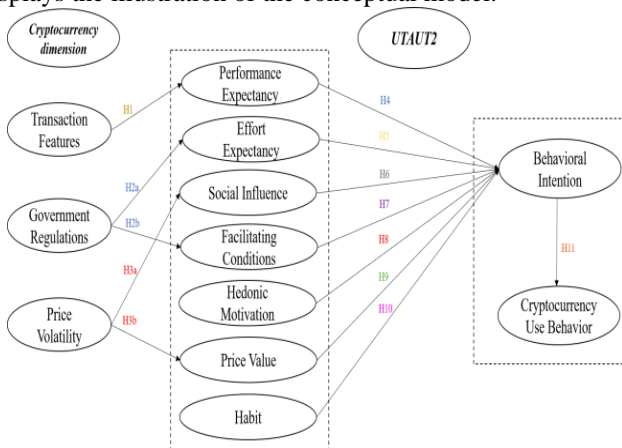 splays the illustration of the conceptual model.
Cryptocurrency
dimension
UTAUT2
Performance
Expectancy
Transaction
Features
H1
H4
Effort
Expectancy
H5
Behavioral
Intention
H2a
Social Influence
H6
Government
Regulations
H2b
H7
Facilitating
Conditions
H8
H3a
H11
Hedonic
Motivation
H9
Price
Volatility
H3b
H10
Cryptocurrency
Use Behavior
Price Value
Habit